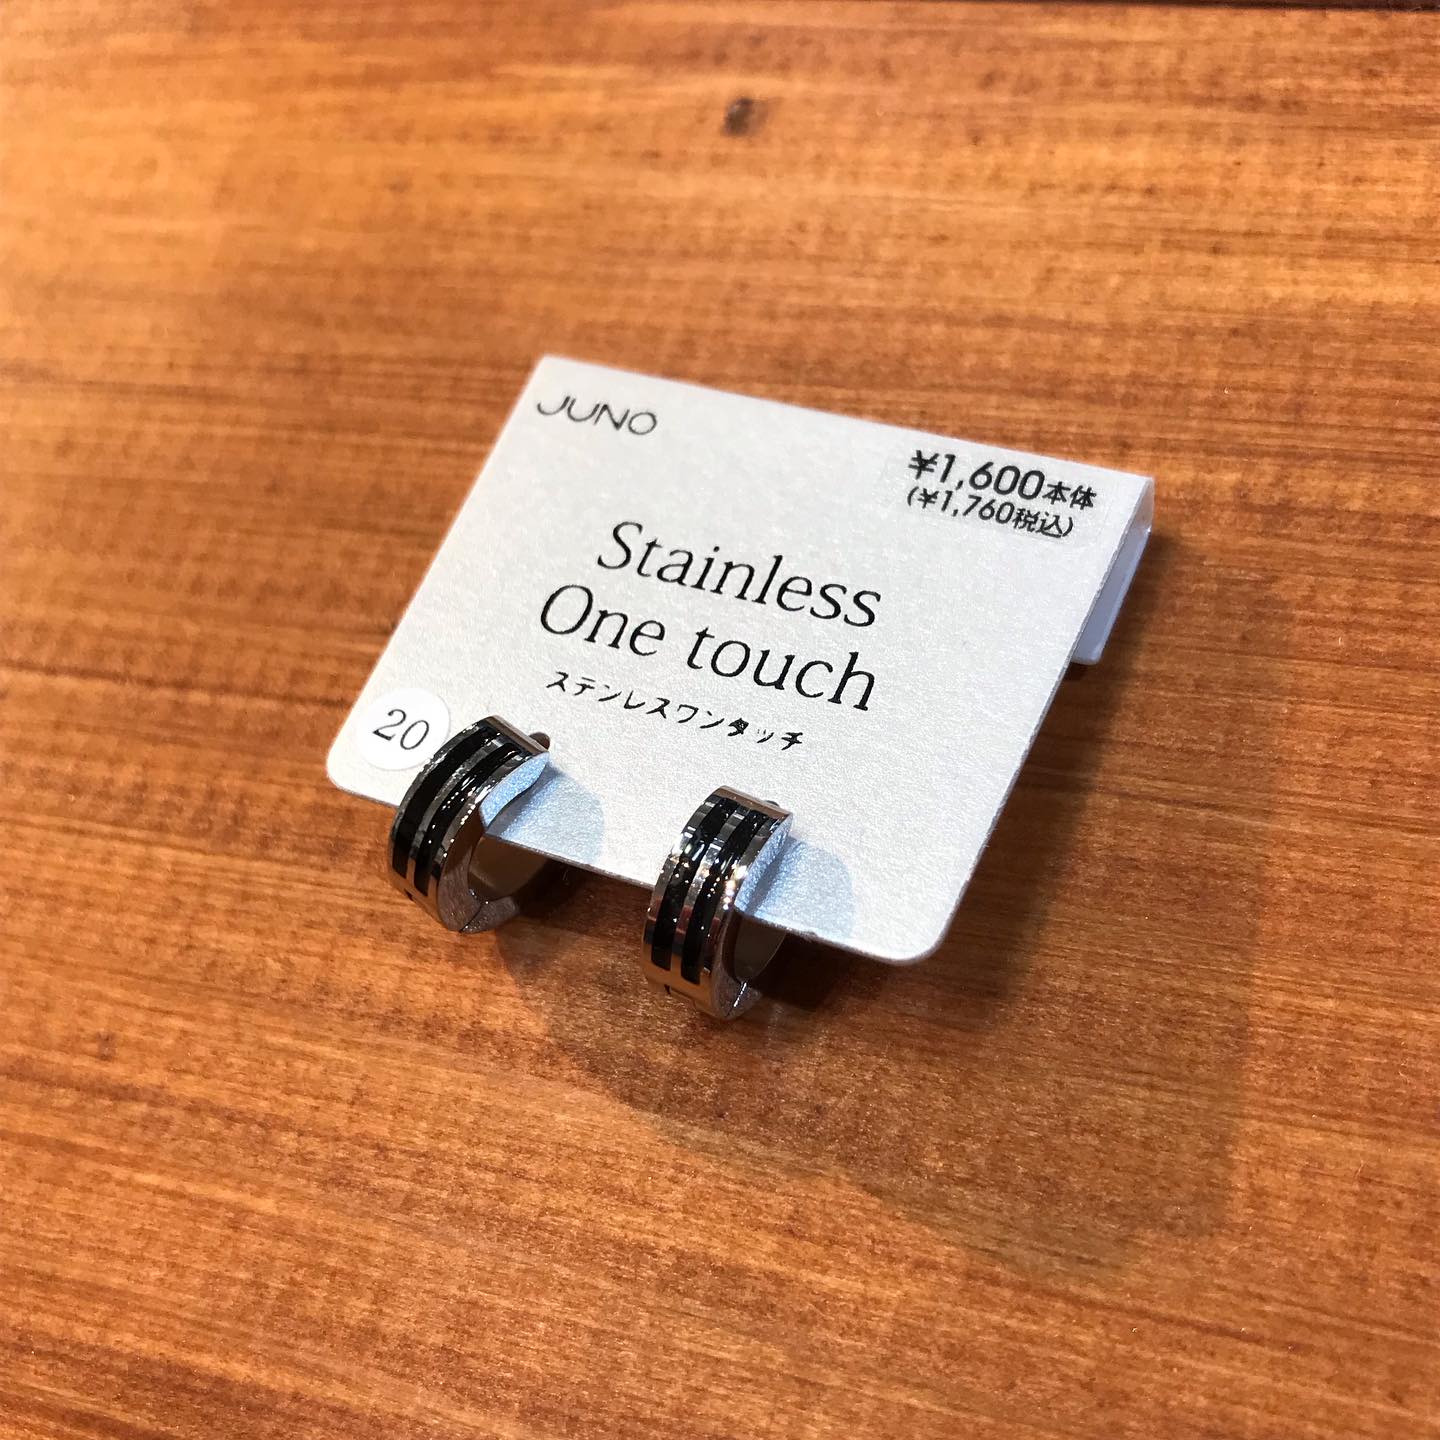 JUNO
¥1,600本体
(¥1,760税込)
Stainless
One touch
ステンレスワンタッチ
20